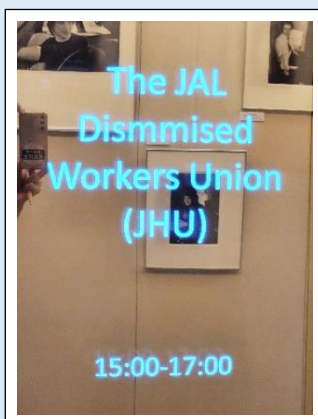 The JAL
Dismmised
Workers Union
(JHU)
15:00-17:00